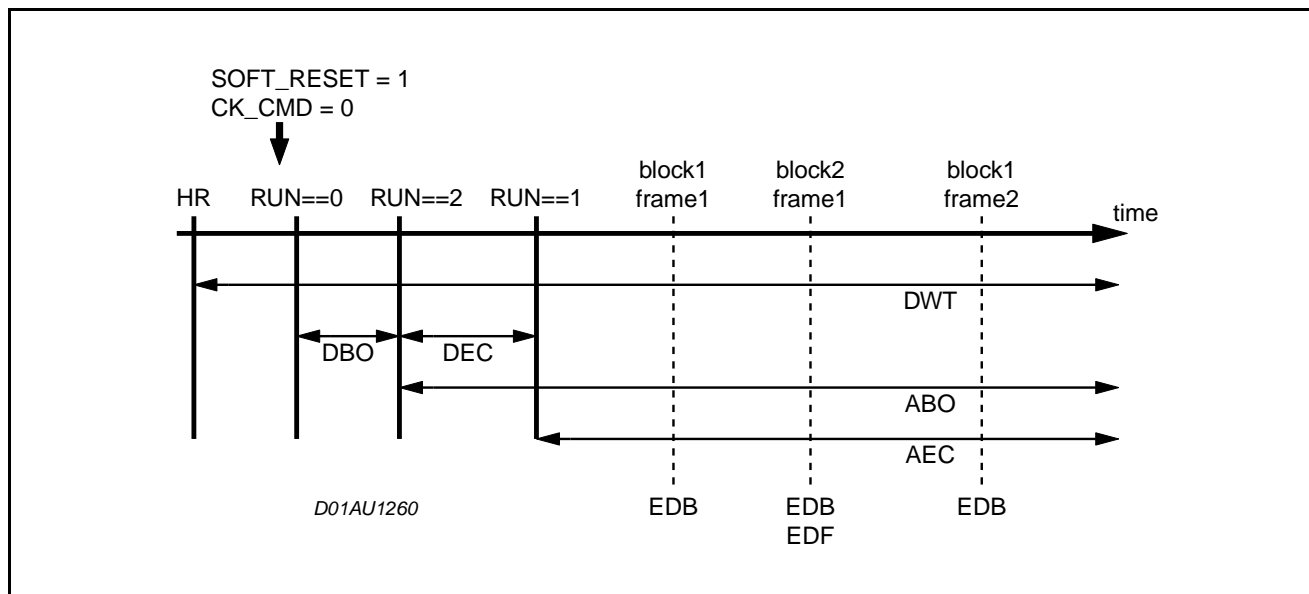 SOFT_RESET = 1
CK_CMD = 0
block1 block2 block1
HR RUN==0 RUN==2 RUN==1 frame1 frame1 frame2
time
DWT
DBO DEC
ABO
AEC
D01AU1260 EDB EDB EDB
EDF